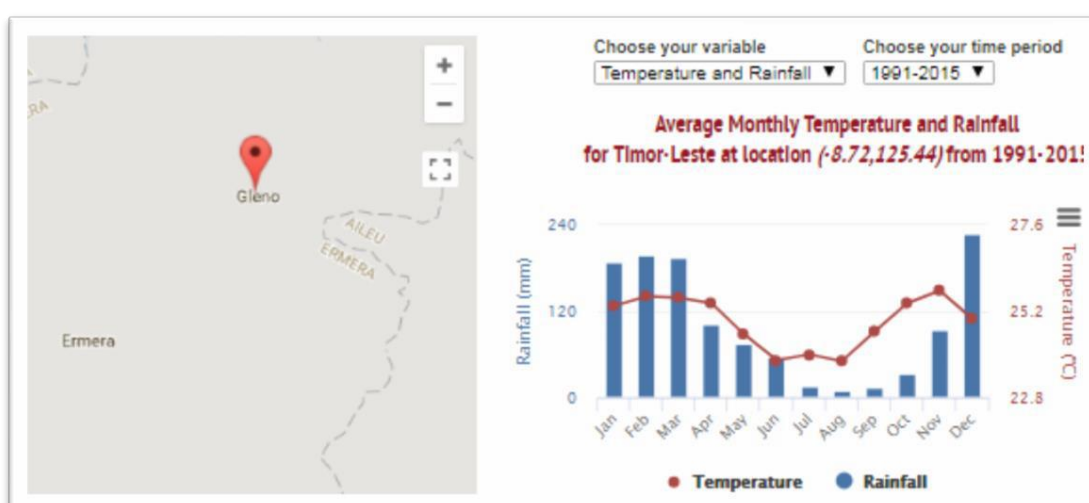 ERA
Gleno
AILEU
ERMERA
Ermera
+
−
Choose your variable
Choose your time period
Temperature and Rainfall ▼
1991-2015 ▼
Average Monthly Temperature and Rainfall
for Timor-Leste at location (-8.72,125.44) from 1991-2015
240
120
0
Rainfall (mm)
27.6
25.2
22.8
Temperature (°C)
Jan Feb Mar Apr May Jun Jul Aug Sep Oct Nov Dec
Temperature
Rainfall